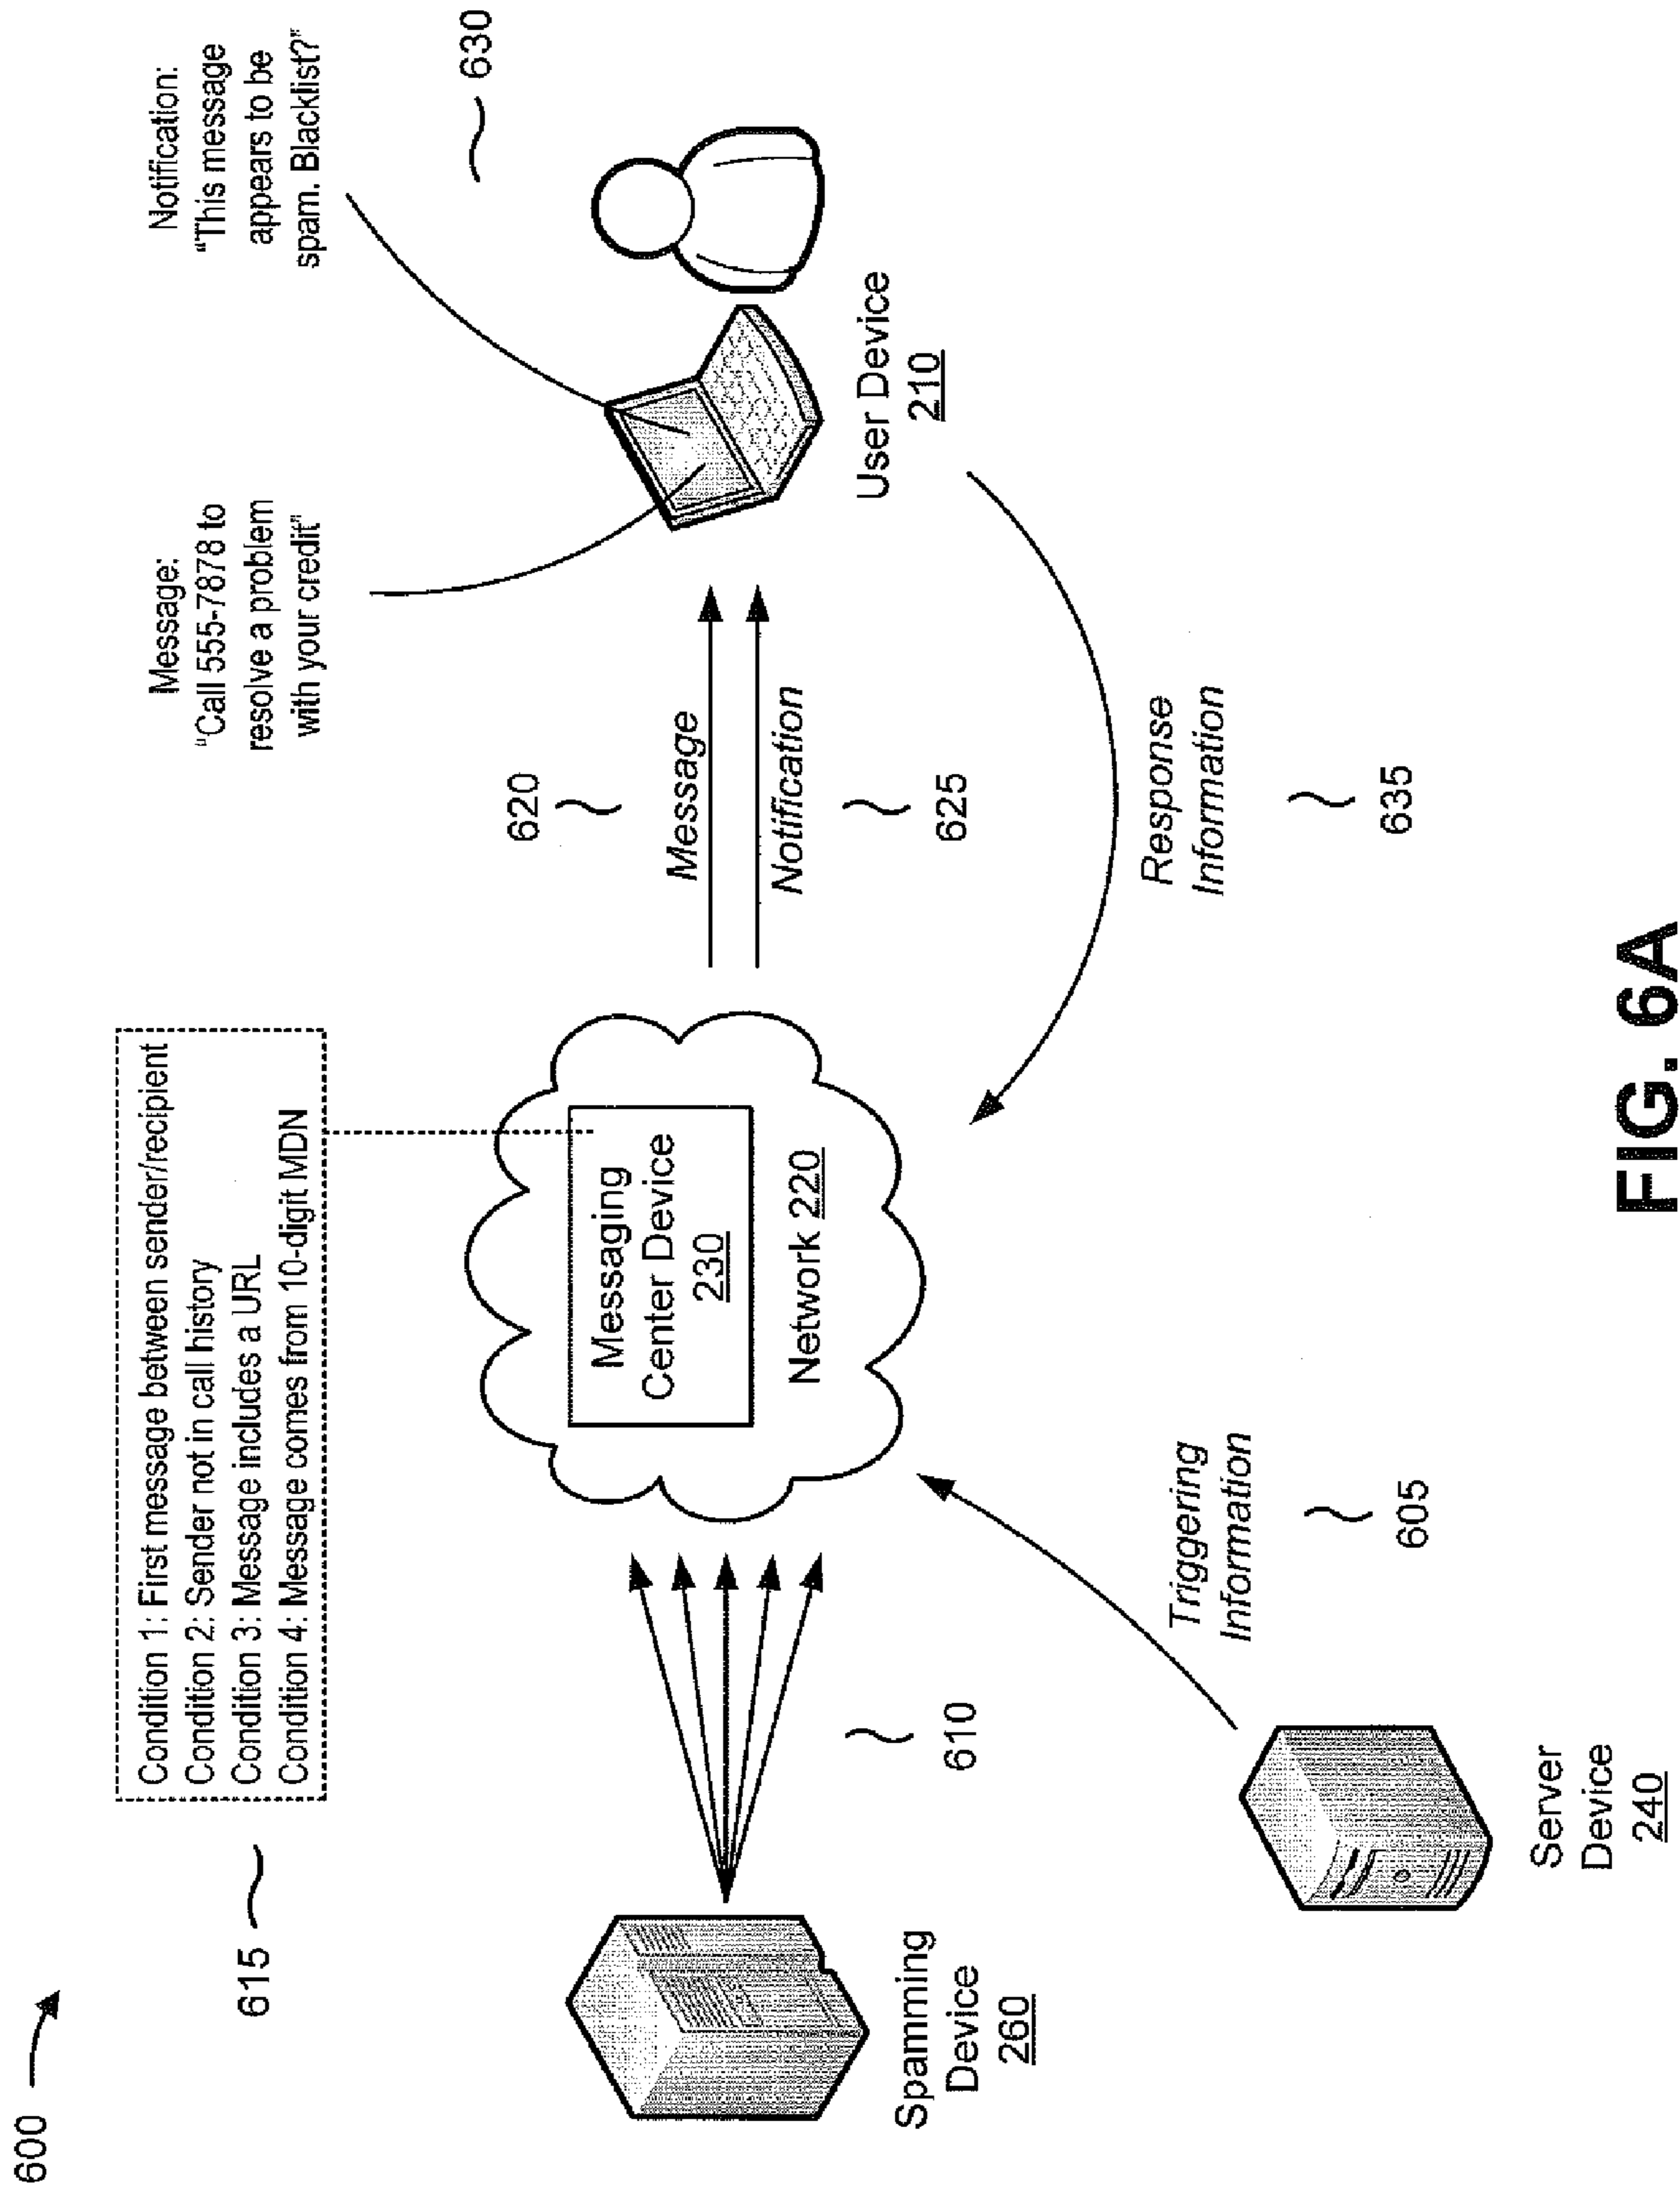 600
615
Condition 1: First message between sender/recipient
Condition 2: Sender not in call history
Condition 3: Message includes a URL
Condition 4: Message comes from 10-digit MDN
Message:
"Call 555-7878 to
resolve a problem
with your credit"
Notification:
"This message
appears to be
spam. Blacklist?"
630
Spamming
Device
260
610
Messaging
Center Device
230
Network 220
620
Message
Notification
625
User Device
210
Server
Device
240
Triggering
Information
605
Response
Information
635
FIG. 6A